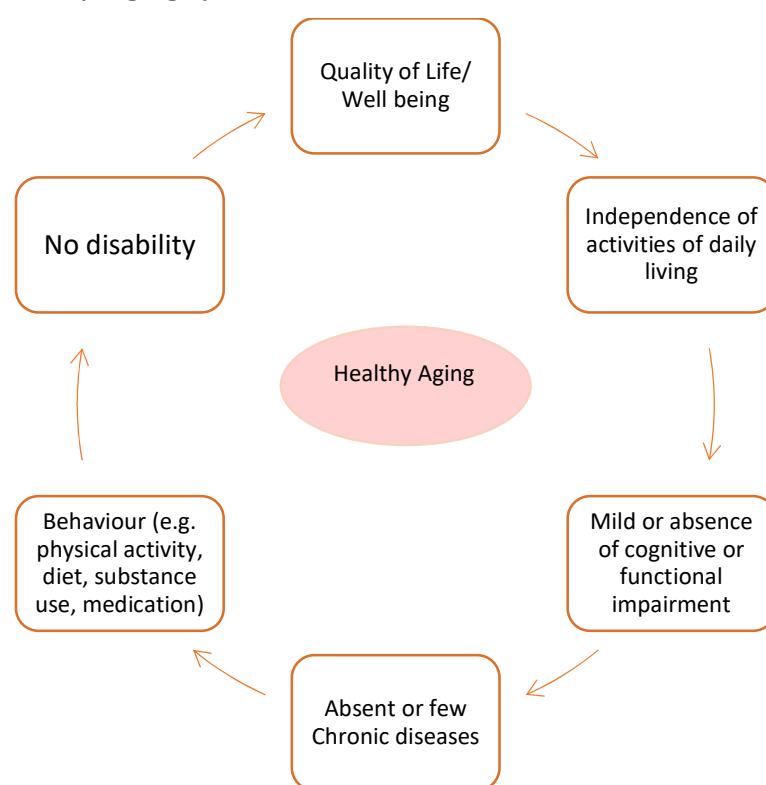 Quality of Life/
Well being
Independence of
activities of daily
living
No disability
Healthy Aging
Behaviour (e.g.
physical activity,
diet, substance
use, medication)
Mild or absence
of cognitive or
functional
impairment
Absent or few
Chronic diseases